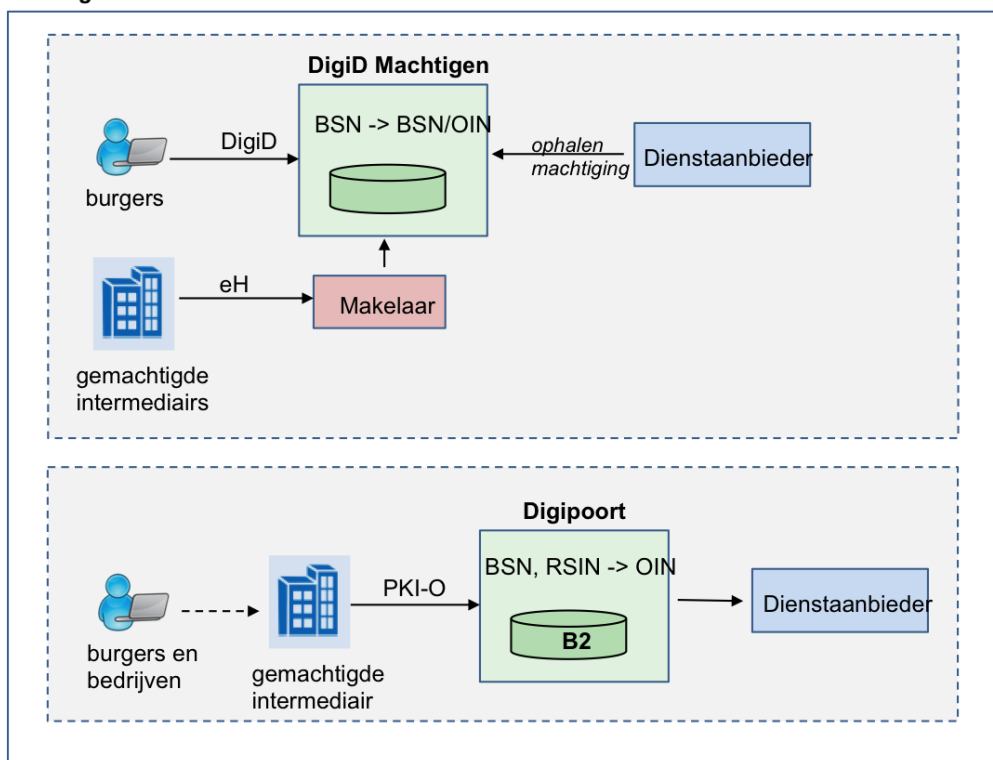 DigiD Machtigen
BSN -> BSN/OIN
DigiD
ophalen
machtiging
Dienstaanbieder
burgers
eH
Makelaar
gemachtigde
intermediairs
Digipoort
BSN, RSIN -> OIN
PKI-O
Dienstaanbieder
B2
burgers en
bedrijven
gemachtigde
intermediair